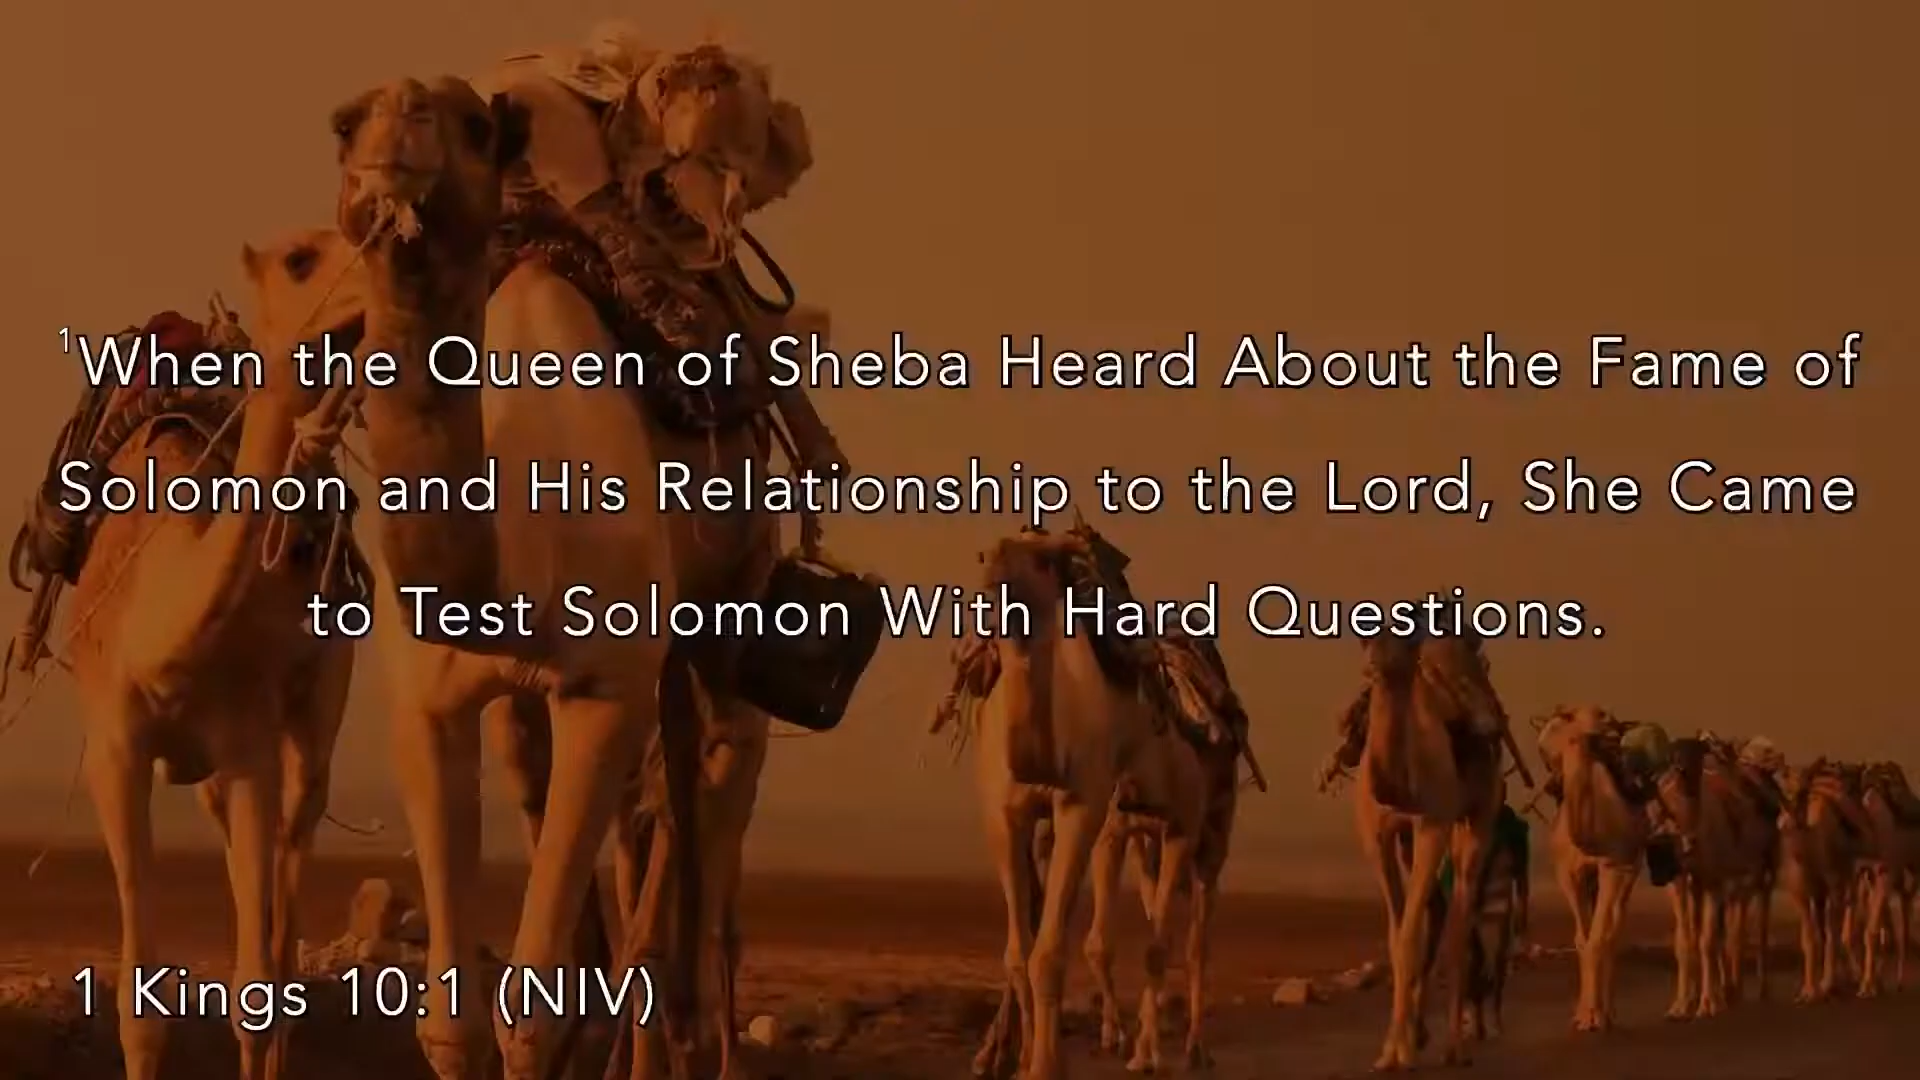 ¹When the Queen of Sheba Heard About the Fame of
Solomon and His Relationship to the Lord, She Came
to Test Solomon With Hard Questions.
1 Kings 10:1 (NIV)